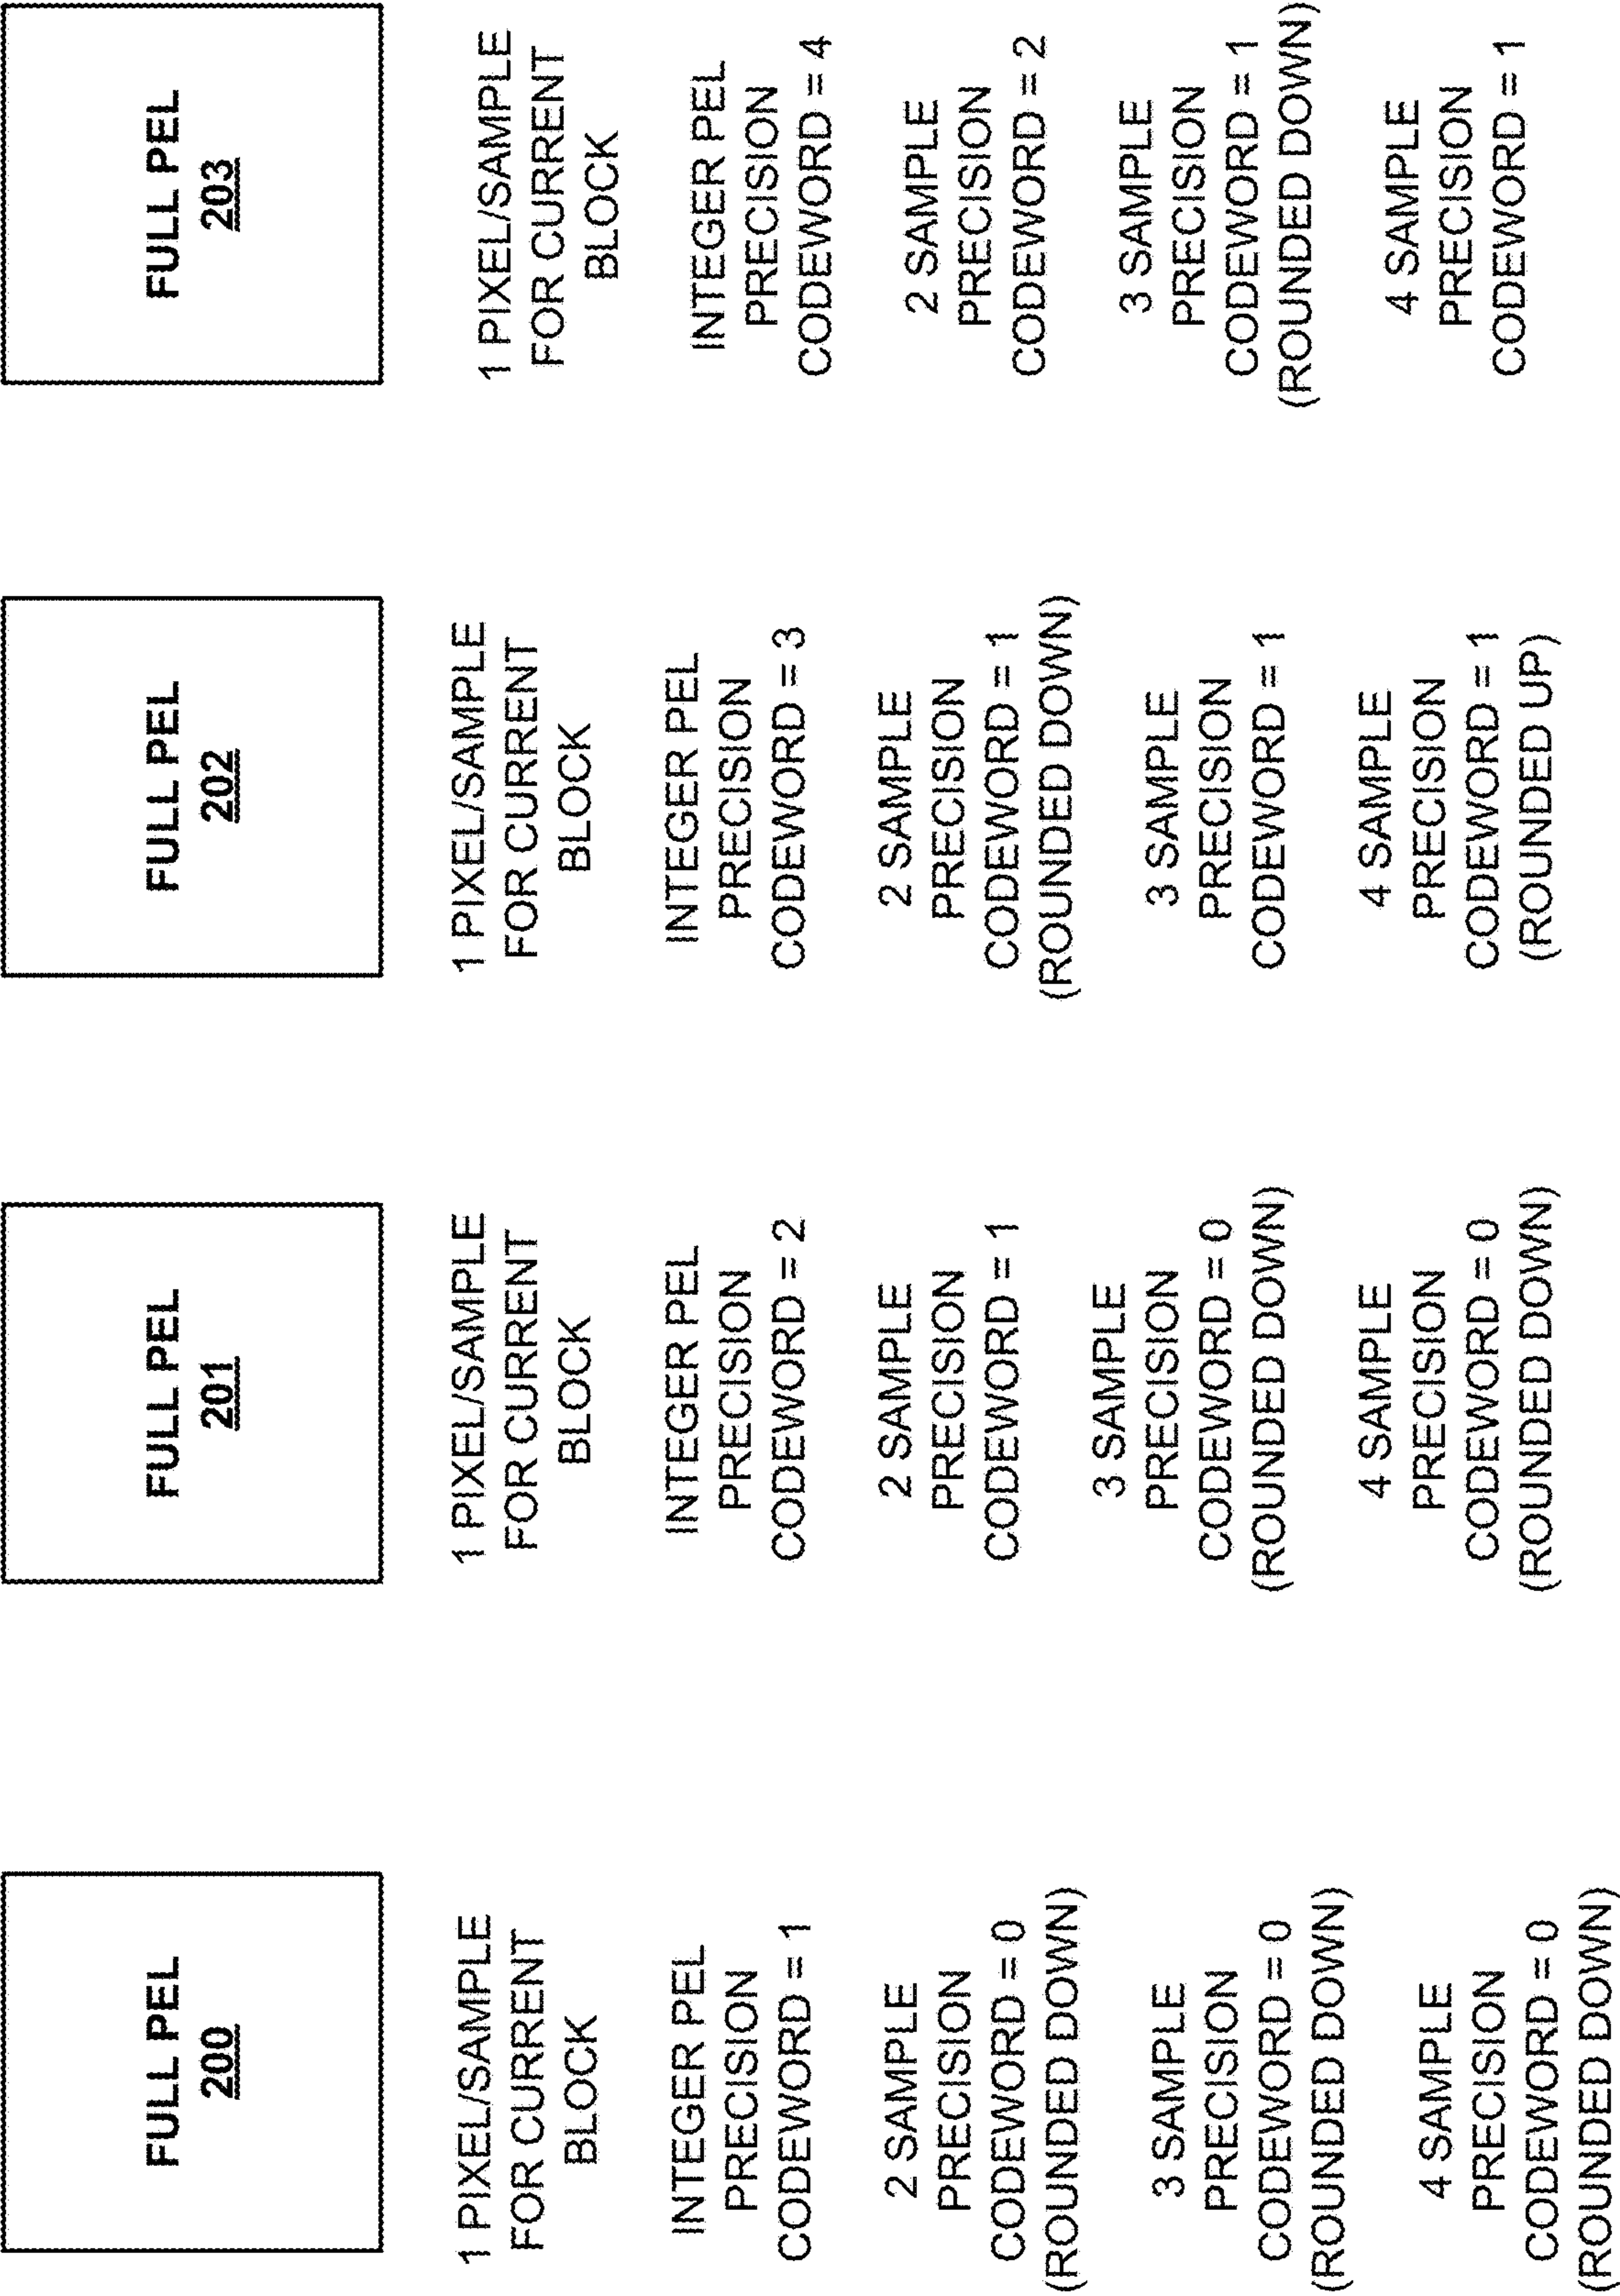 FULL PEL
200
1 PIXEL/SAMPLE
FOR CURRENT
BLOCK
INTEGER PEL
PRECISION
CODEWORD = 1
2 SAMPLE
PRECISION
CODEWORD = 0
(ROUNDED DOWN)
3 SAMPLE
PRECISION
CODEWORD = 0
(ROUNDED DOWN)
4 SAMPLE
PRECISION
CODEWORD = 0
(ROUNDED DOWN)
FULL PEL
201
1 PIXEL/SAMPLE
FOR CURRENT
BLOCK
INTEGER PEL
PRECISION
CODEWORD = 2
2 SAMPLE
PRECISION
CODEWORD = 1
3 SAMPLE
PRECISION
CODEWORD = 0
(ROUNDED DOWN)
4 SAMPLE
PRECISION
CODEWORD = 0
(ROUNDED DOWN)
FULL PEL
202
1 PIXEL/SAMPLE
FOR CURRENT
BLOCK
INTEGER PEL
PRECISION
CODEWORD = 3
2 SAMPLE
PRECISION
CODEWORD = 1
(ROUNDED DOWN)
3 SAMPLE
PRECISION
CODEWORD = 1
4 SAMPLE
PRECISION
CODEWORD = 1
(ROUNDED UP)
FULL PEL
203
1 PIXEL/SAMPLE
FOR CURRENT
BLOCK
INTEGER PEL
PRECISION
CODEWORD = 4
2 SAMPLE
PRECISION
CODEWORD = 2
3 SAMPLE
PRECISION
CODEWORD = 1
(ROUNDED DOWN)
4 SAMPLE
PRECISION
CODEWORD = 1